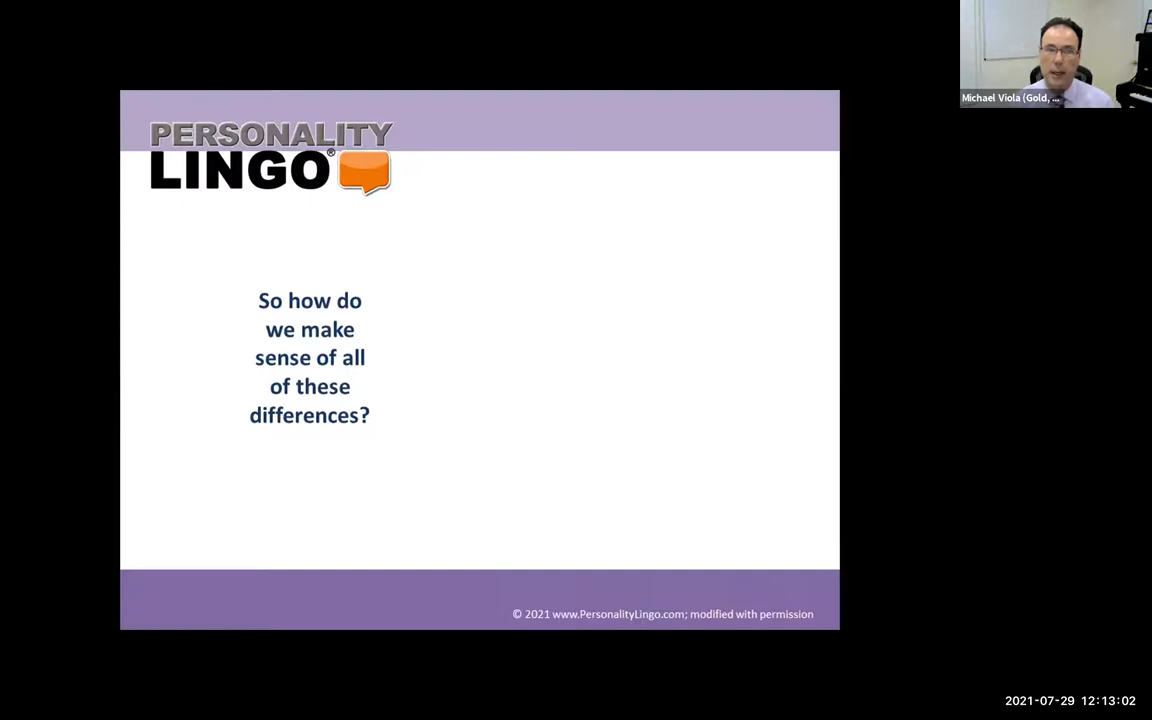 Michael Viola (Gold, ...
PERSONALITY
LINGO®
So how do
we make
sense of all
of these
differences?
© 2021 www.PersonalityLingo.com; modified with permission
2021-07-29 12:13:02